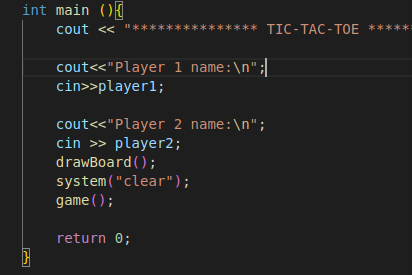 int main (){
cout << "*************** TIC-TAC-TOE *****
cout<<"Player 1 name:\n";
cin>>player1;
cout<<"Player 2 name:\n";
cin >> player2;
drawBoard();
system("clear");
game();
return 0;
}